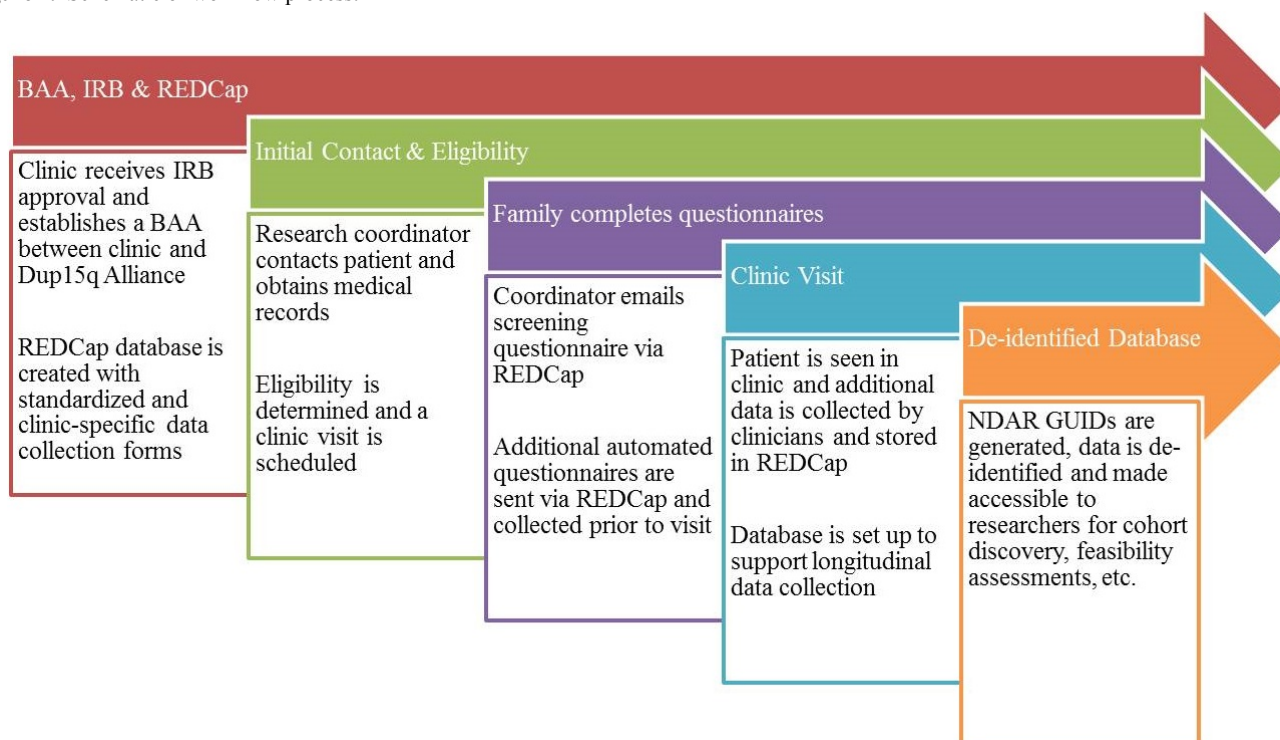 BAA, IRB & REDCap
Clinic receives IRB
approval and
establishes a BAA
between clinic and
Dup15q Alliance
REDCap database is
created with
standardized and
clinic-specific data
collection forms
Initial Contact & Eligibility
Research coordinator
contacts patient and
obtains medical
records
Eligibility is
determined and a
clinic visit is
scheduled
Family completes questionnaires
Coordinator emails
screening
questionnaire via
REDCap
Additional automated
questionnaires are
sent via REDCap and
collected prior to visit
Clinic Visit
Patient is seen in
clinic and additional
data is collected by
clinicians and stored
in REDCap
Database is set up to
support longitudinal
data collection
De-identified Database
NDAR GUIDs are
generated, data is de-
identified and made
accessible to
researchers for cohort
discovery, feasibility
assessments, etc.